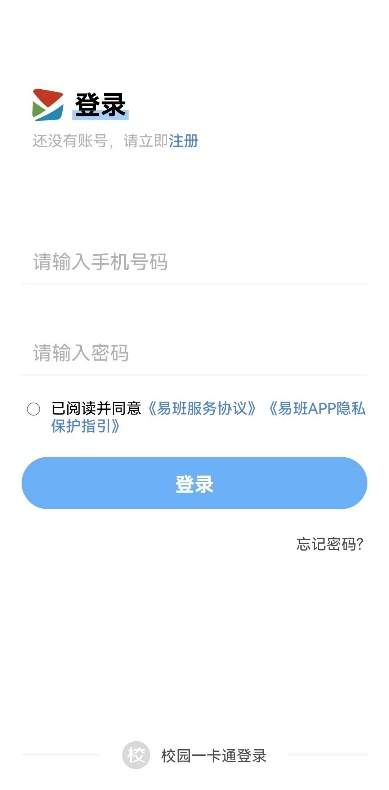 登录
还没有账号，请立即注册
请输入手机号码
请输入密码
已阅读并同意《易班服务协议》《易班APP隐私
保护指引》
登录
忘记密码？
校 校园一卡通登录